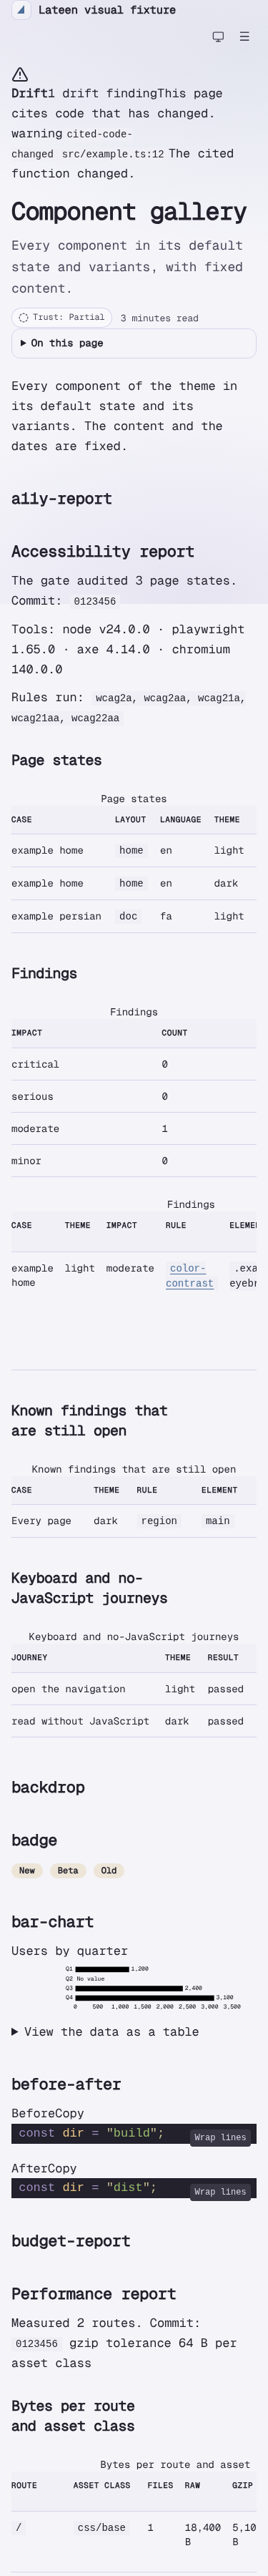 Lateen visual fixture
Drift1 drift findingThis page
cites code that has changed.
warning cited-code-
changed src/example.ts:12 The cited
function changed.
Component gallery
Every component in its default
state and variants, with fixed
content.
Trust: Partial 3 minutes read
On this page
Every component of the theme in
its default state and its
variants. The content and the
dates are fixed.
a11y-report
Accessibility report
The gate audited 3 page states.
Commit: 0123456
Tools: node v24.0.0 · playwright
1.65.0 · axe 4.14.0 · chromium
140.0.0
Rules run: wcag2a, wcag2aa, wcag21a,
wcag21aa, wcag22aa
Page states
Page states
CASE LAYOUT LANGUAGE THEME
example home home en light
example home home en dark
example persian doc fa light
Findings
Findings
IMPACT COUNT
critical 0
serious 0
moderate 1
minor 0
Findings
CASE THEME IMPACT RULE
example light moderate color-
home contrast
Known findings that
are still open
Known findings that are still open
CASE THEME RULE ELEMENT
Every page dark region main
Keyboard and no-
JavaScript journeys
Keyboard and no-JavaScript journeys
JOURNEY THEME RESULT
open the navigation light passed
read without JavaScript dark passed
backdrop
badge
New Beta Old
bar-chart
Users by quarter
Q1 1,200
Q2 No value
Q3 2,400
Q4 3,100
0 500 1,000 1,500 2,000 2,500 3,000 3,500
View the data as a table
before-after
BeforeCopy
const dir = "build";
Wrap lines
AfterCopy
const dir = "dist";
Wrap lines
budget-report
Performance report
Measured 2 routes. Commit:
0123456 gzip tolerance 64 B per
asset class
Bytes per route
and asset class
Bytes per route and asset
ROUTE ASSET CLASS FILES RAW GZIP
/ css/base 1 18,400 5,10
B B